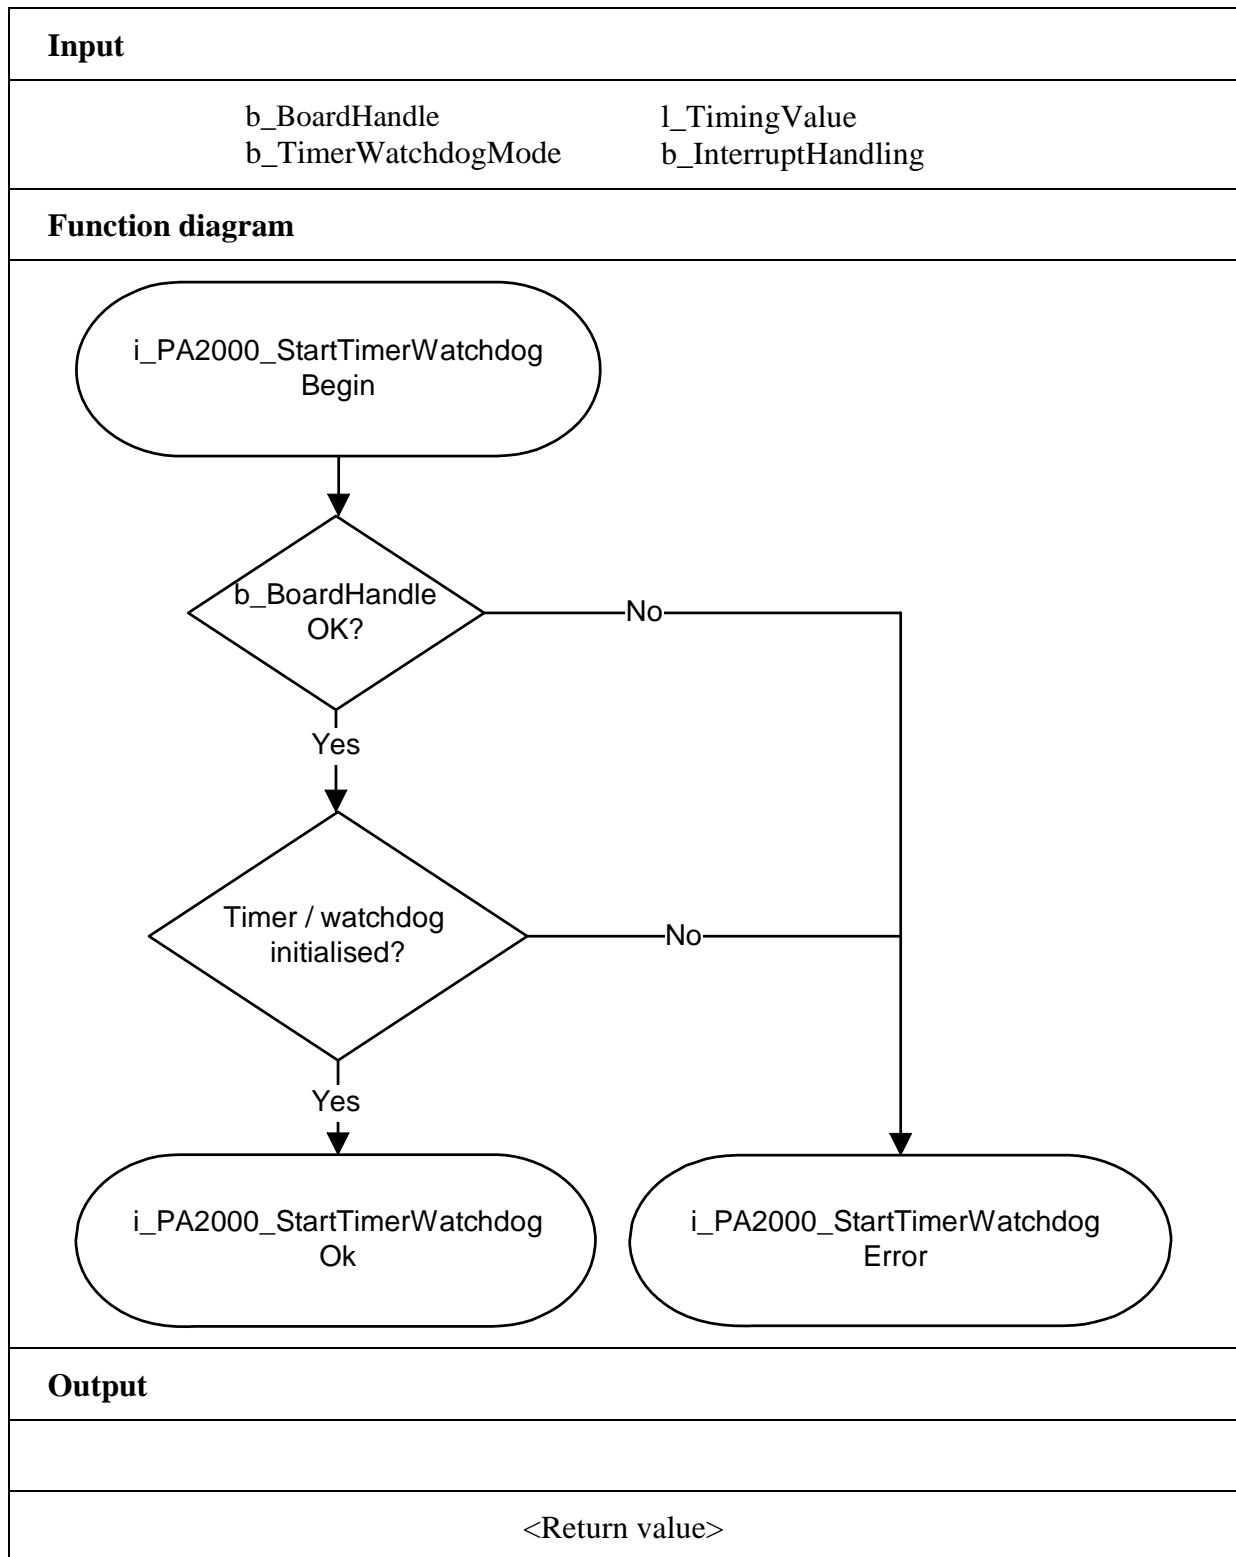 Input
b_BoardHandle l_TimingValue
b_TimerWatchdogMode b_InterruptHandling
Function diagram
i_PA2000_StartTimerWatchdog
Begin
b_BoardHandle
OK?
No
Yes
Timer / watchdog
initialised?
No
Yes
i_PA2000_StartTimerWatchdog
Ok
i_PA2000_StartTimerWatchdog
Error
Output
<Return value>